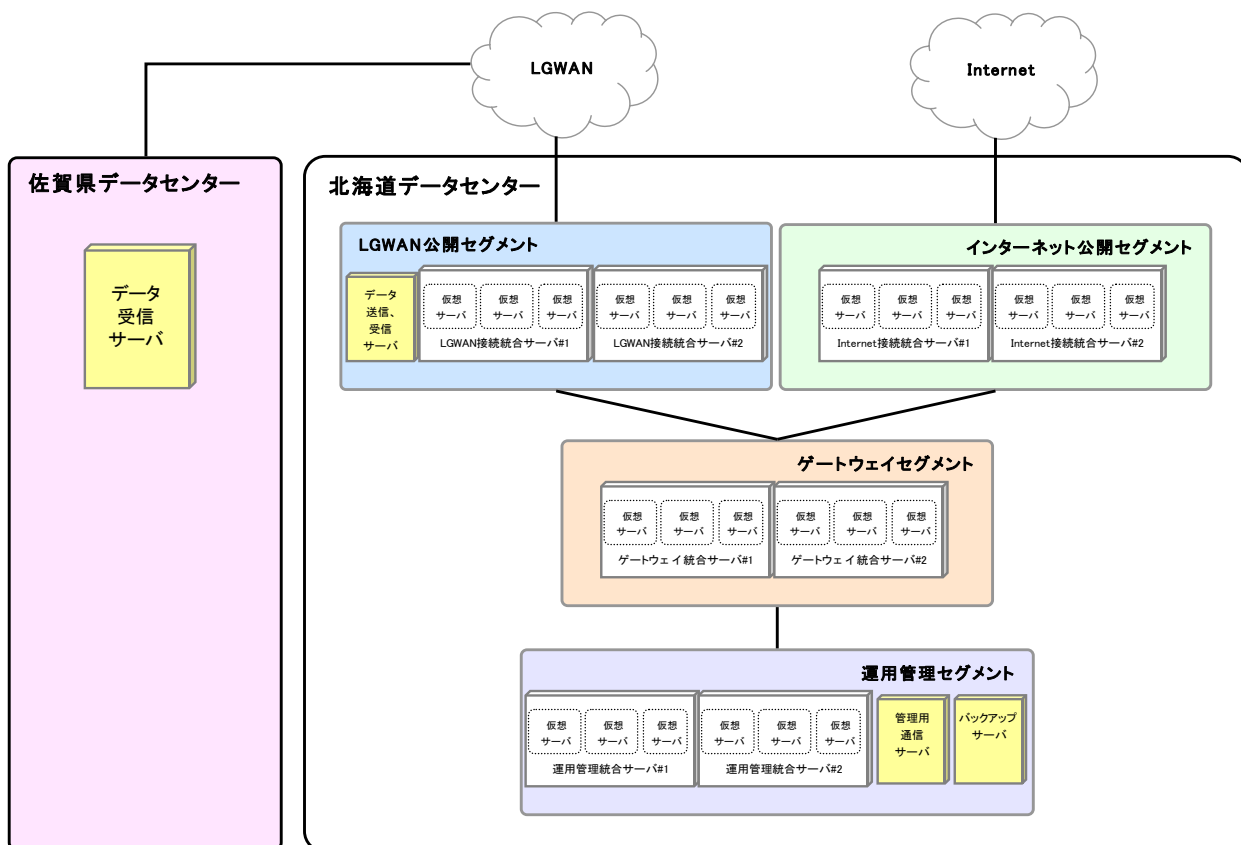 LGWAN
Internet
佐賀県データセンター
データ
受信
サーバ
北海道データセンター
LGWAN公開セグメント
データ
送信、
受信
サーバ
仮想
サーバ
仮想
サーバ
仮想
サーバ
LGWAN接続統合サーバ#1
仮想
サーバ
仮想
サーバ
仮想
サーバ
LGWAN接続統合サーバ#2
インターネット公開セグメント
仮想
サーバ
仮想
サーバ
仮想
サーバ
Internet接続統合サーバ#1
仮想
サーバ
仮想
サーバ
仮想
サーバ
Internet接続統合サーバ#2
ゲートウェイセグメント
仮想
サーバ
仮想
サーバ
仮想
サーバ
ゲートウェイ統合サーバ#1
仮想
サーバ
仮想
サーバ
仮想
サーバ
ゲートウェイ統合サーバ#2
運用管理セグメント
仮想
サーバ
仮想
サーバ
仮想
サーバ
運用管理統合サーバ#1
仮想
サーバ
仮想
サーバ
仮想
サーバ
運用管理統合サーバ#2
管理用
通信
サーバ
バックアップ
サーバ